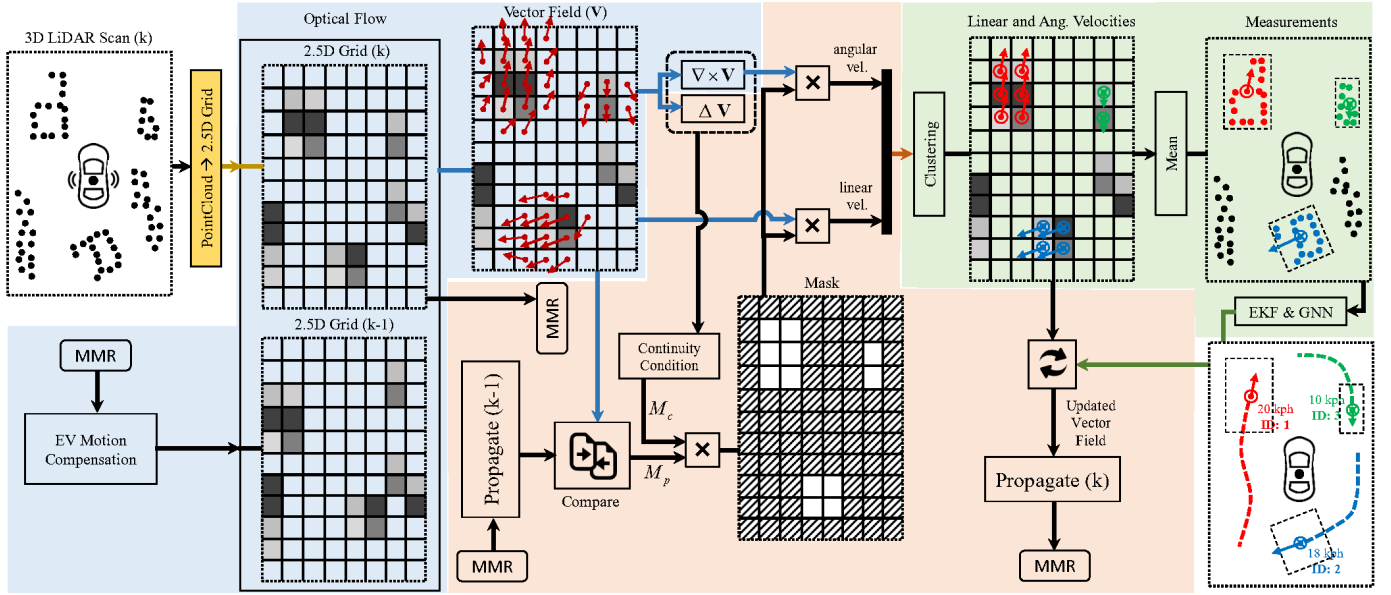 3D LiDAR Scan (k)
PointCloud → 2.5D Grid
Optical Flow
2.5D Grid (k)
2.5D Grid (k-1)
MMR
EV Motion
Compensation
Vector Field (V)
∇ × V
Δ V
MMR
Propagate (k-1)
MMR
Compare
Continuity
Condition
M_c
M_p
×
Mask
×
angular
vel.
×
linear
vel.
Clustering
Linear and Ang. Velocities
Mean
Measurements
EKF & GNN
Updated
Vector
Field
Propagate (k)
MMR
20 kph
ID: 1
10 kph
ID: 3
18 kph
ID: 2